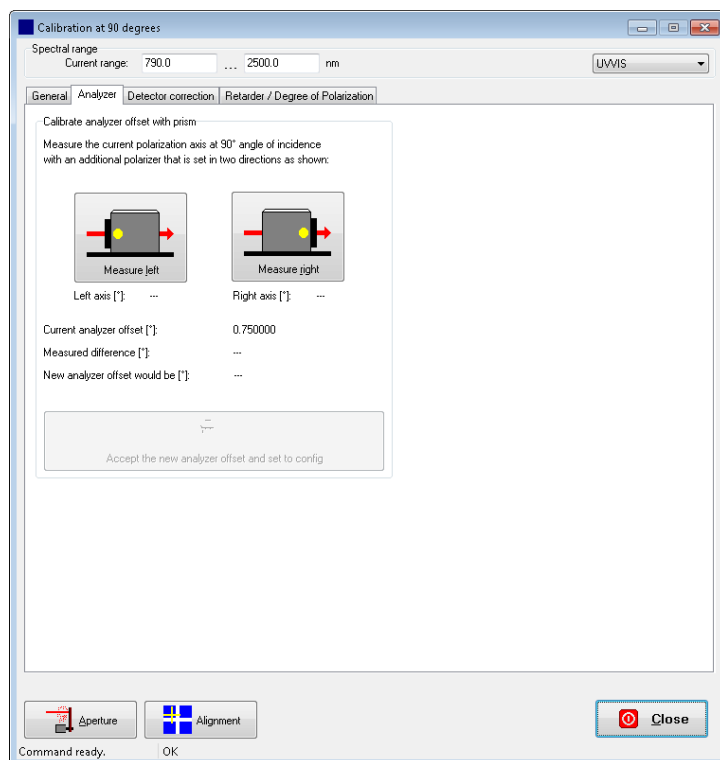 Calibration at 90 degrees
Spectral range
Current range: 790.0 ... 2500.0 nm UVVIS
General Analyzer Detector correction Retarder / Degree of Polarization
Calibrate analyzer offset with prism
Measure the current polarization axis at 90° angle of incidence
with an additional polarizer that is set in two directions as shown:
Measure left Measure right
Left axis [°]: --- Right axis [°]: ---
Current analyzer offset [°]: 0.750000
Measured difference [°]: ---
New analyzer offset would be [°]: ---
Accept the new analyzer offset and set to config
Aperture Alignment Close
Command ready. OK